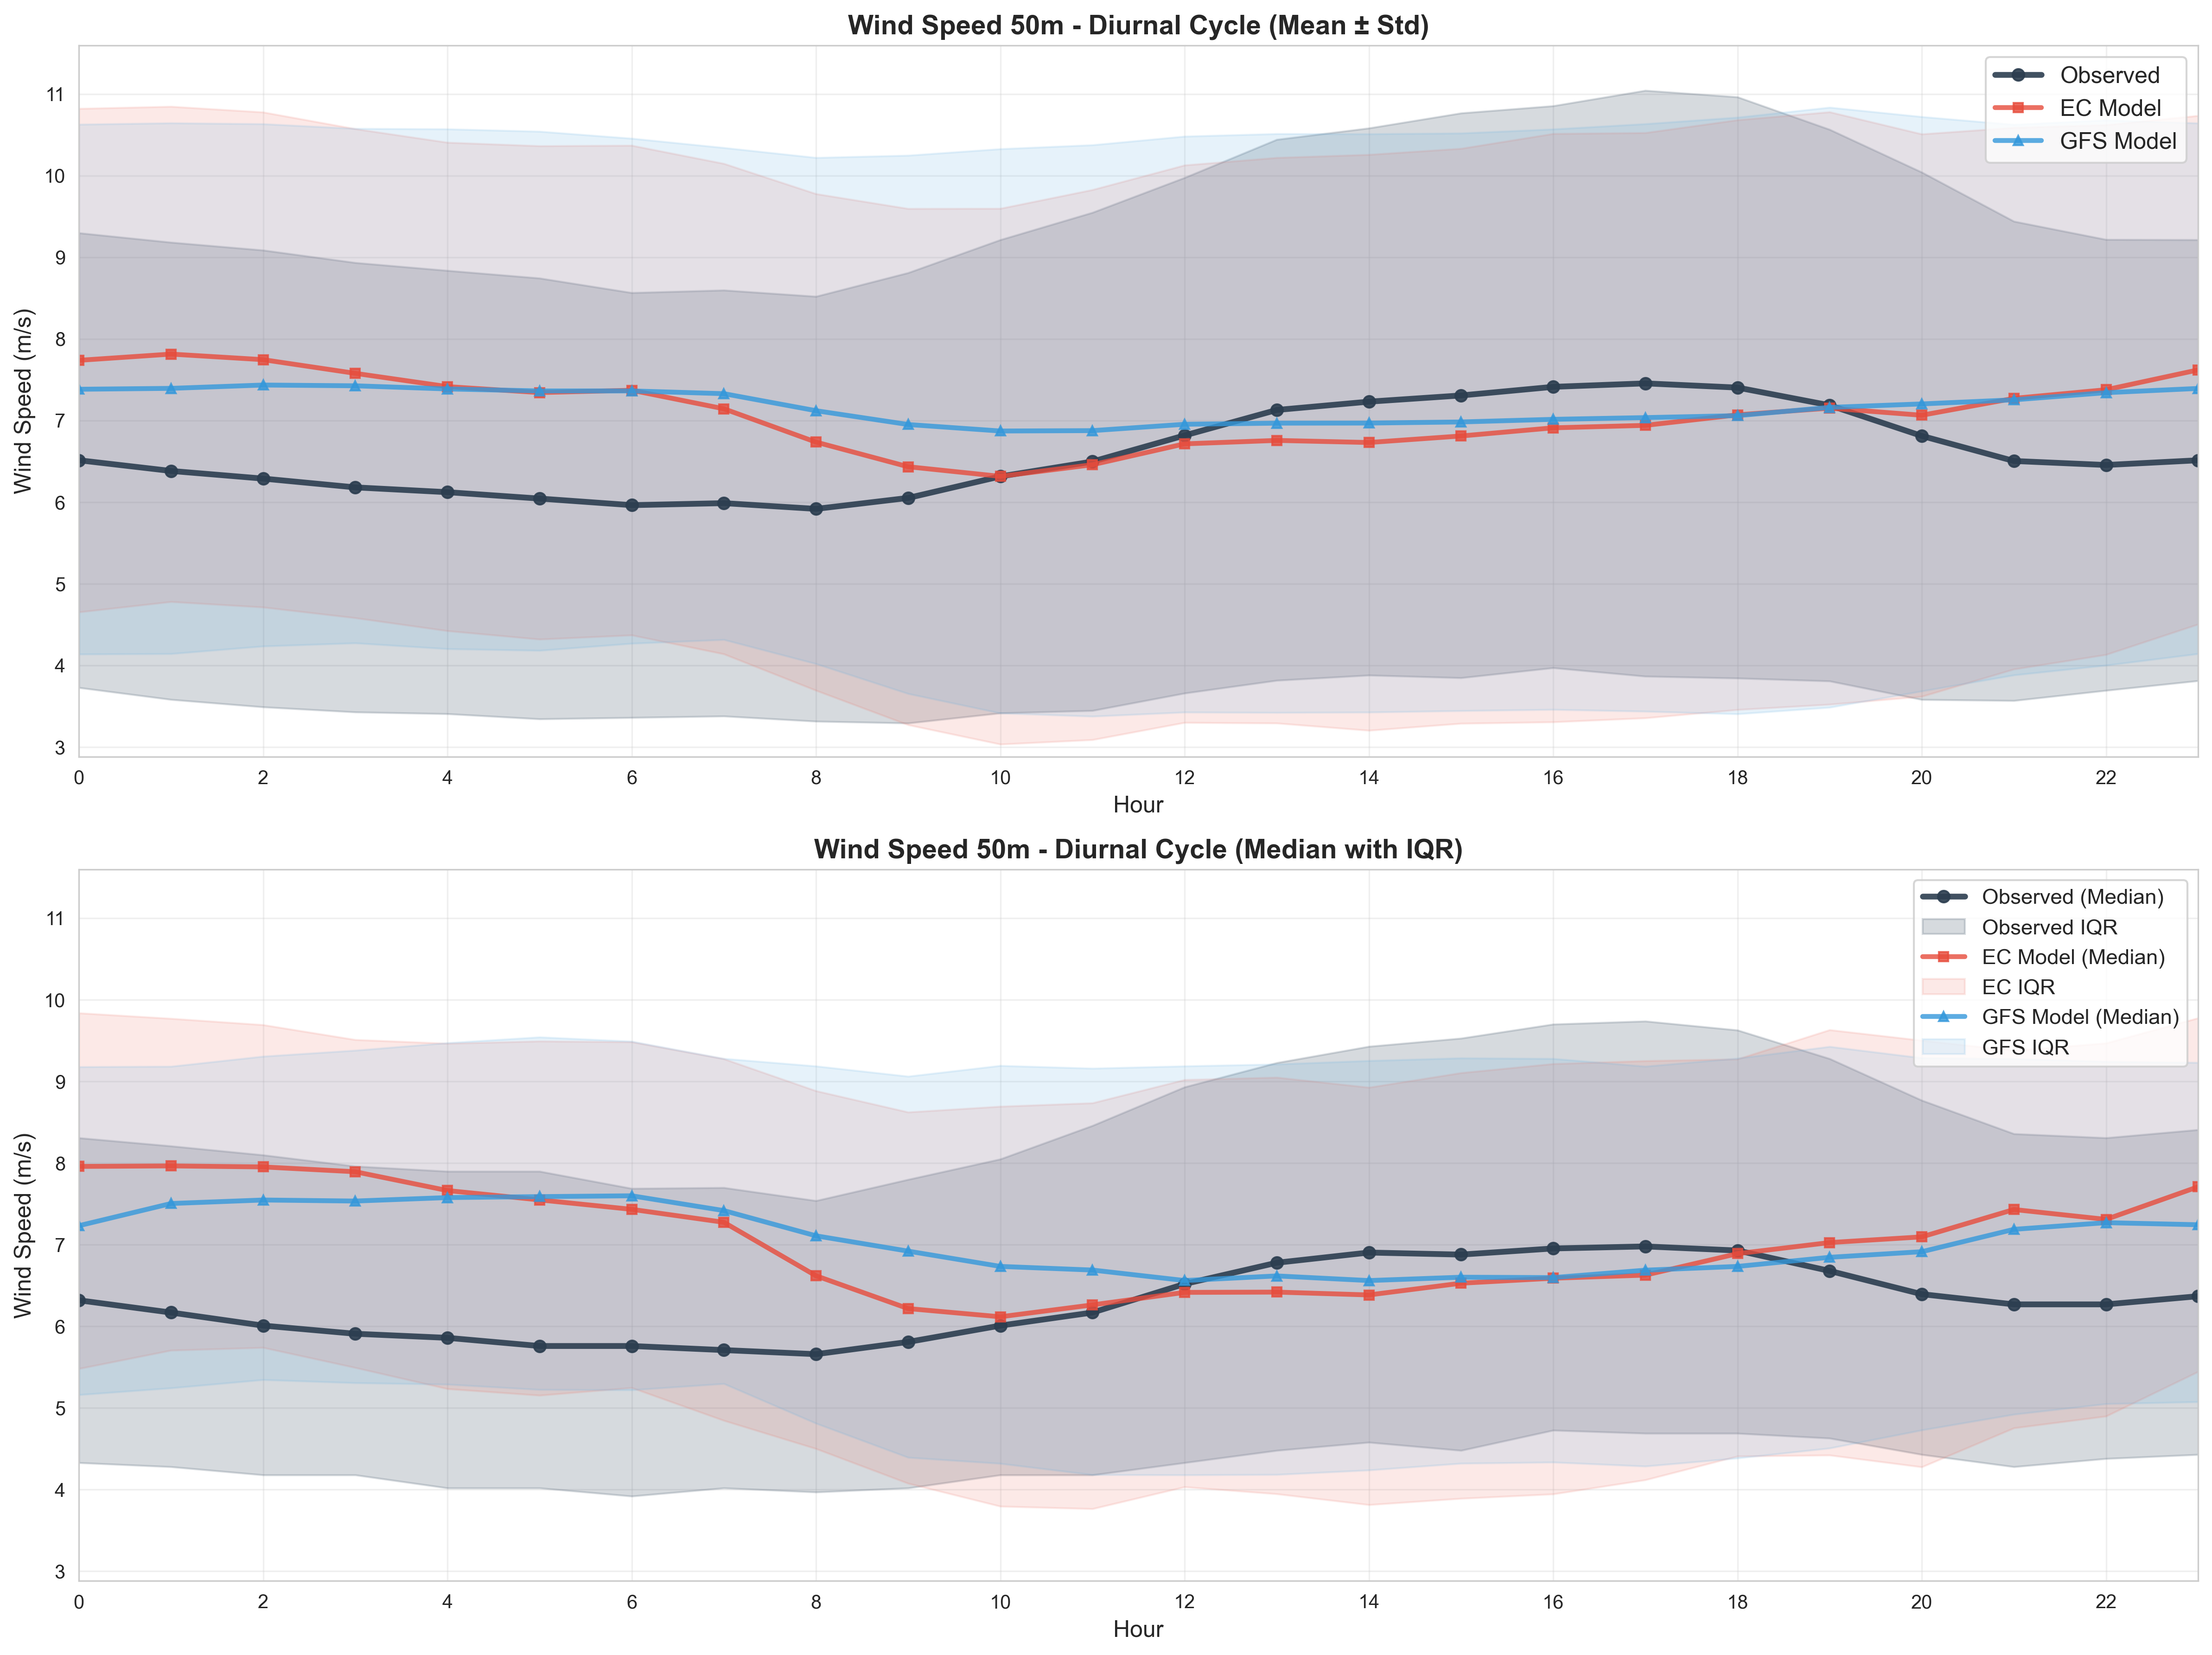 Wind Speed 50m - Diurnal Cycle (Mean ± Std)
Observed
EC Model
GFS Model
Wind Speed (m/s)
11
10
9
8
7
6
5
4
3
0 2 4 6 8 10 12 14 16 18 20 22
Hour
Wind Speed 50m - Diurnal Cycle (Median with IQR)
Observed (Median)
Observed IQR
EC Model (Median)
EC IQR
GFS Model (Median)
GFS IQR
Wind Speed (m/s)
11
10
9
8
7
6
5
4
3
0 2 4 6 8 10 12 14 16 18 20 22
Hour